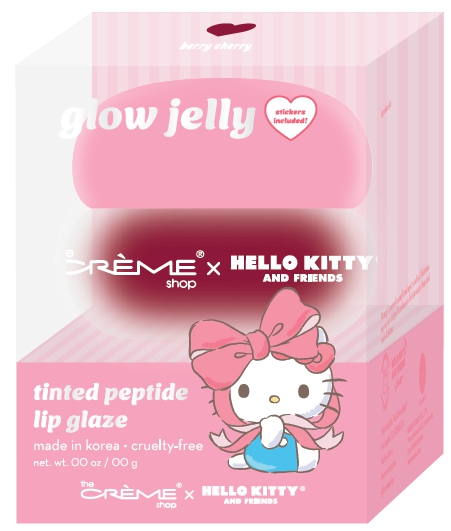 berry cherry
glow jelly
stickers
included!
the
CRÈME® x HELLO KITTY
shop AND FRIENDS
tinted peptide
lip glaze
made in korea • cruelty-free
net. wt. 00 oz / 00 g
the
CRÈME® x HELLO KITTY®
shop AND FRIENDS